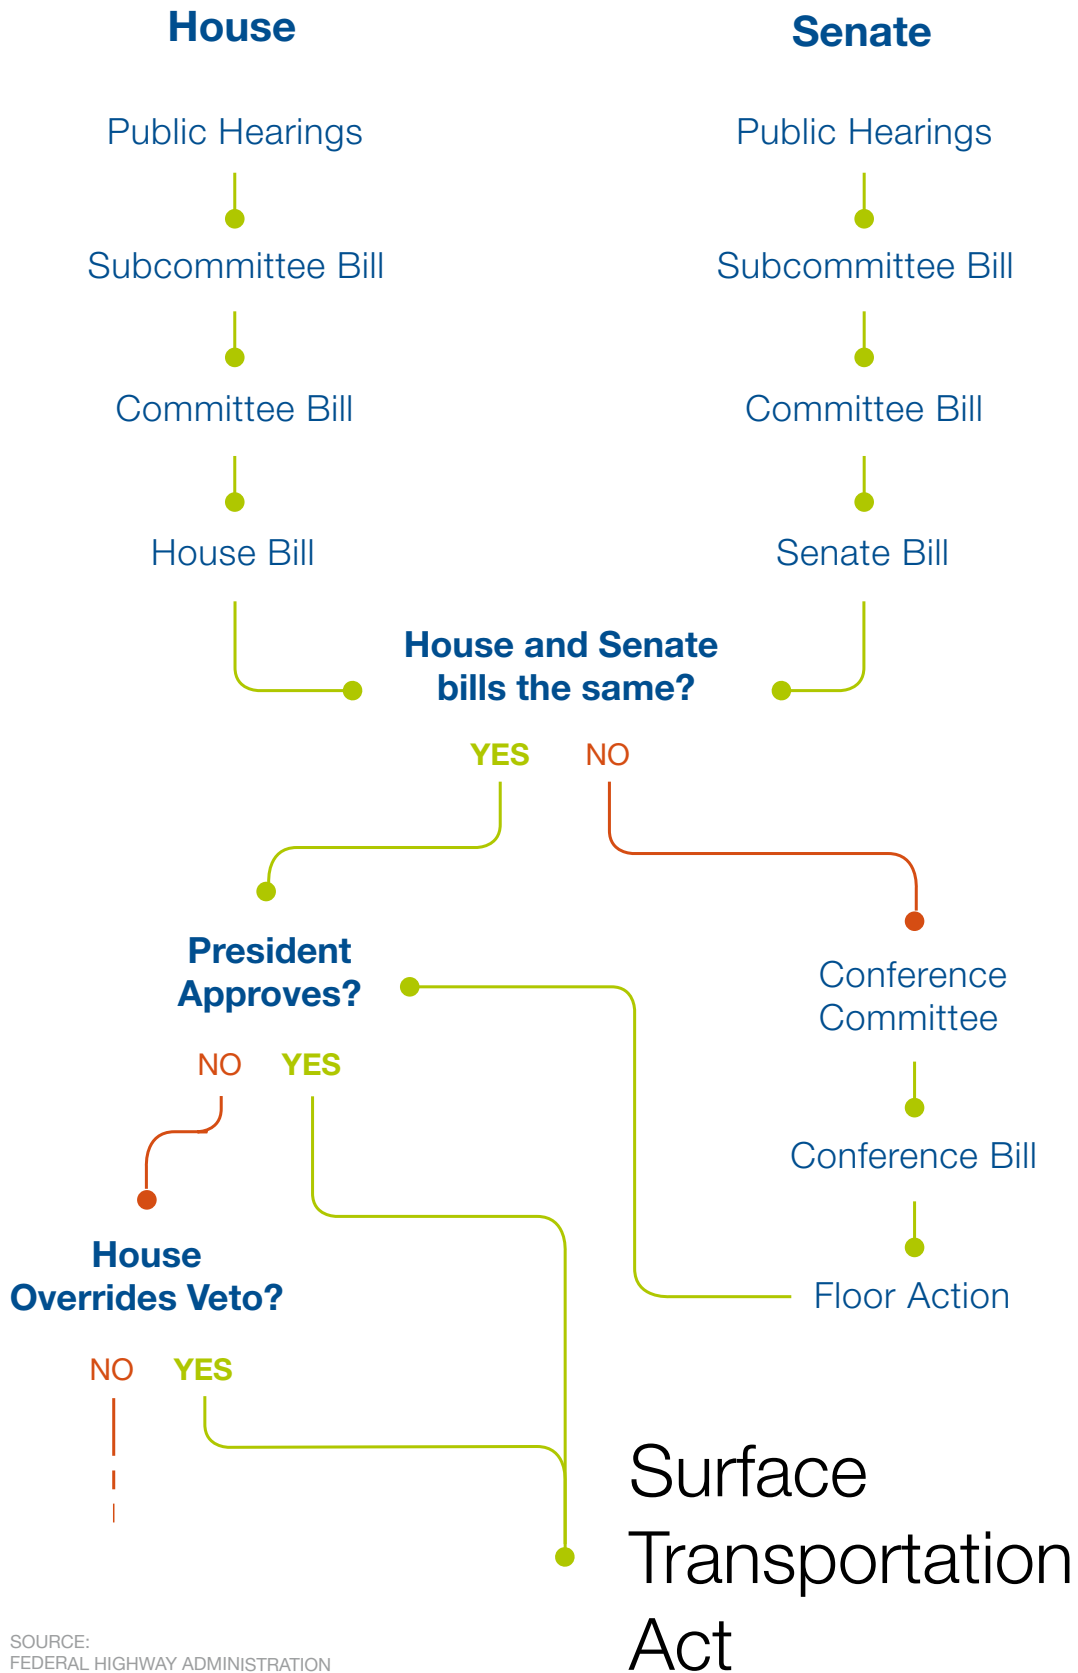 House
Senate
Public Hearings
Public Hearings
Subcommittee Bill
Subcommittee Bill
Committee Bill
Committee Bill
House Bill
Senate Bill
House and Senate
bills the same?
YES
NO
President
Approves?
Conference
Committee
NO
YES
Conference Bill
House
Overrides Veto?
Floor Action
NO
YES
Surface
Transportation
Act
SOURCE:
FEDERAL HIGHWAY ADMINISTRATION